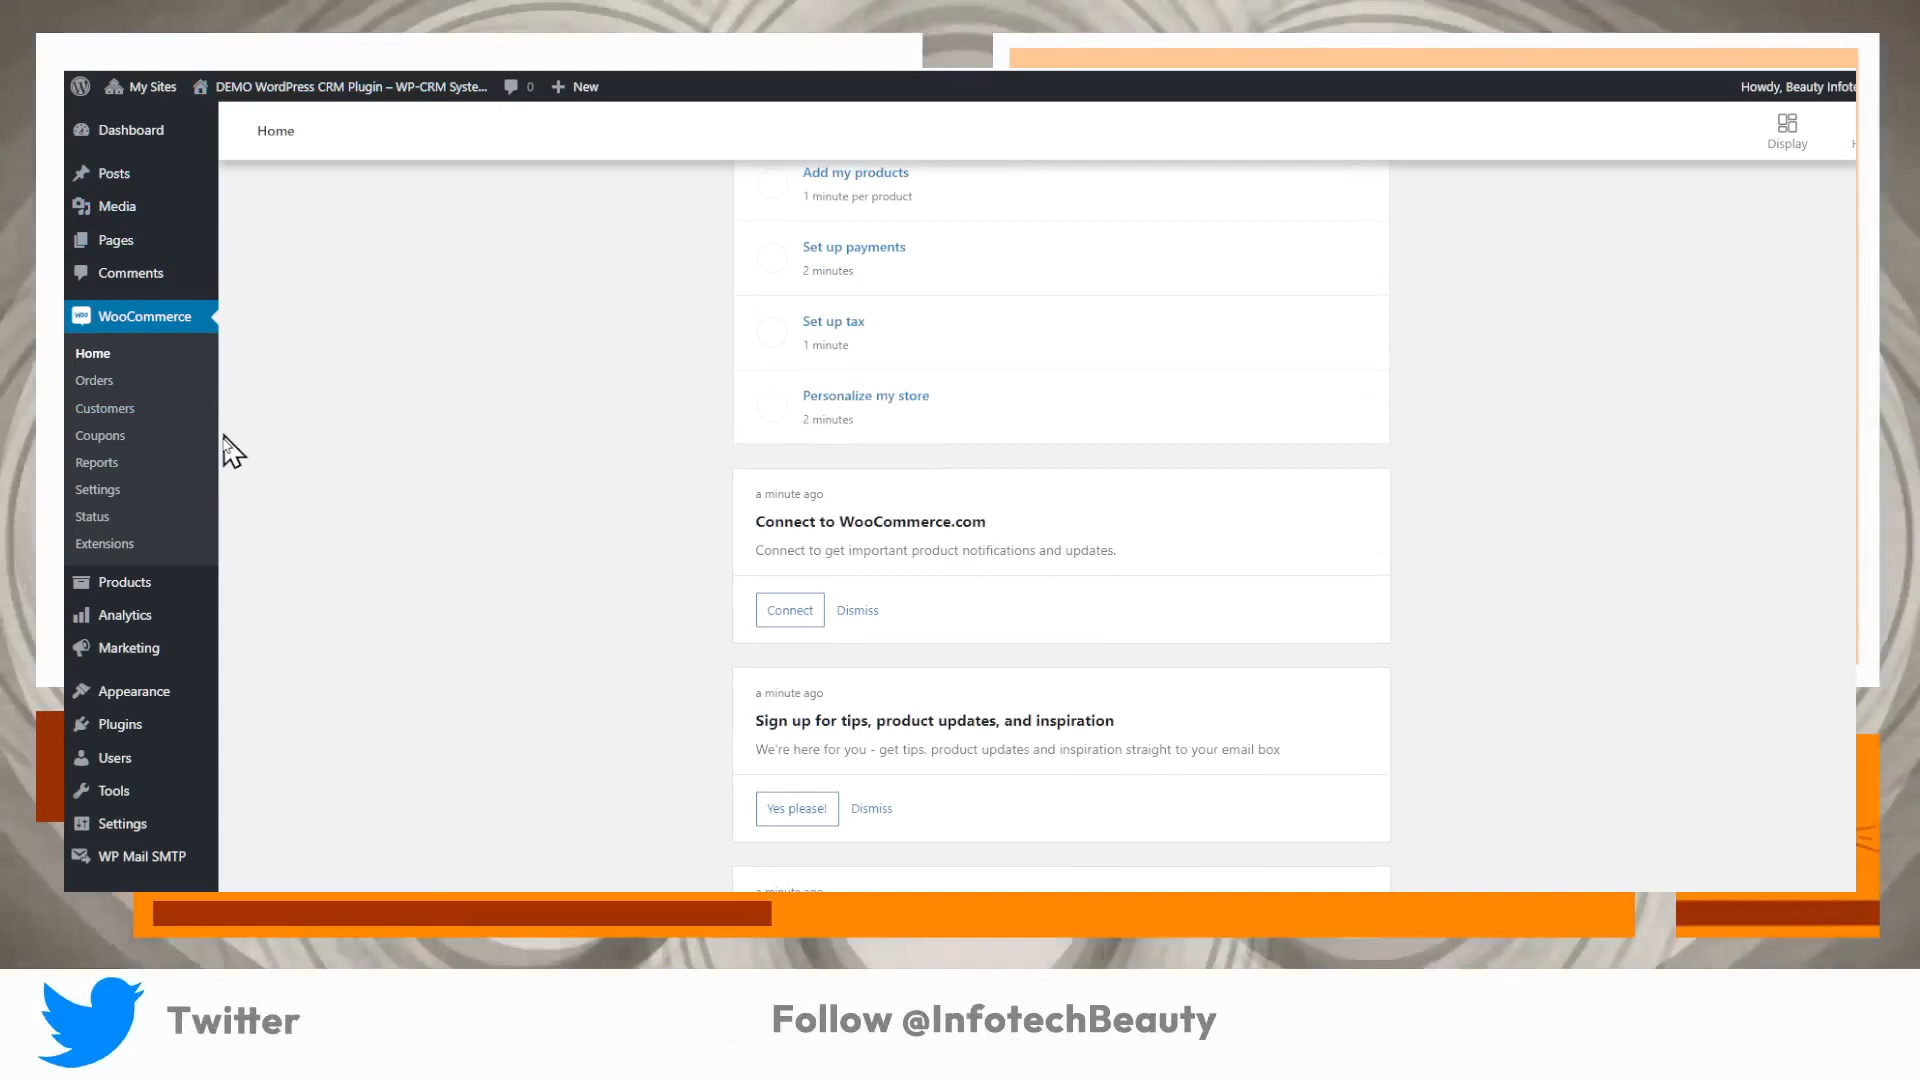 My Sites
DEMO WordPress CRM Plugin – WP-CRM Syste...
0
New
Howdy, Beauty Infote
Dashboard
Posts
Media
Pages
Comments
WooCommerce
Home
Orders
Customers
Coupons
Reports
Settings
Status
Extensions
Products
Analytics
Marketing
Appearance
Plugins
Users
Tools
Settings
WP Mail SMTP
Home
Display
Add my products
1 minute per product
Set up payments
2 minutes
Set up tax
1 minute
Personalize my store
2 minutes
a minute ago
Connect to WooCommerce.com
Connect to get important product notifications and updates.
Connect Dismiss
a minute ago
Sign up for tips, product updates, and inspiration
We're here for you - get tips, product updates and inspiration straight to your email box
Yes please! Dismiss
a minute ago
Twitter
Follow @InfotechBeauty